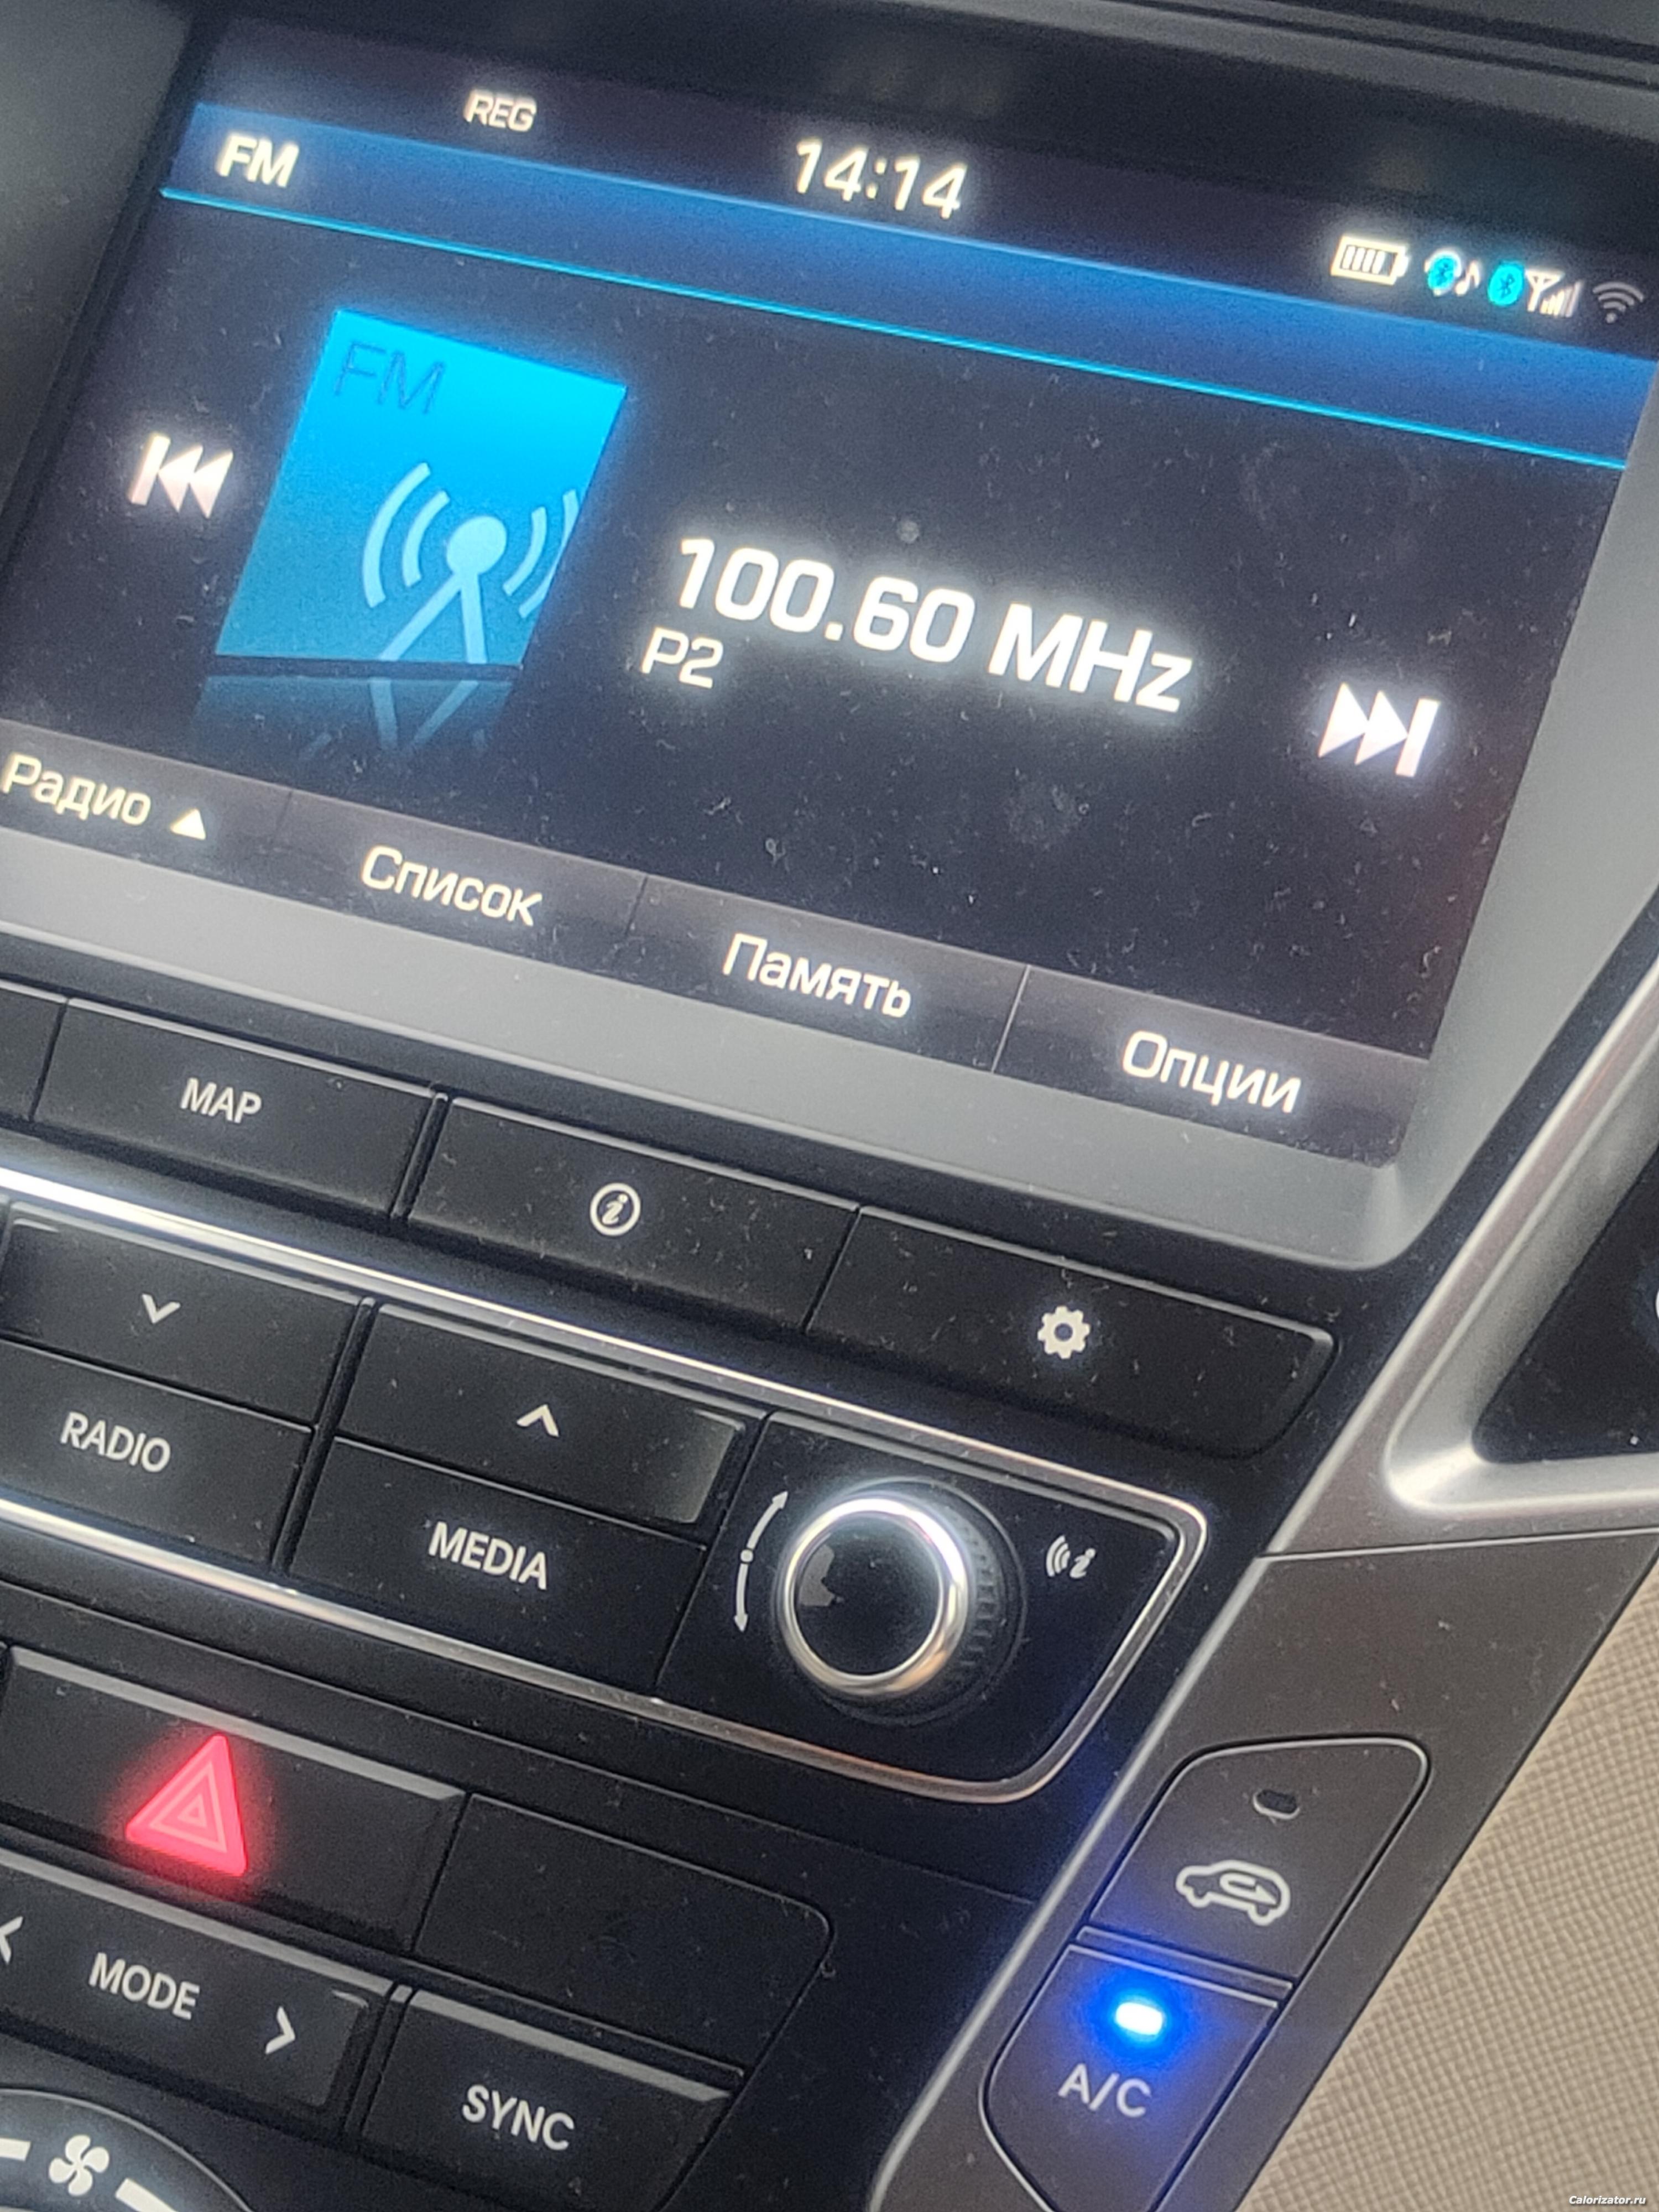 REG
14:14
FM
FM
100.60 MHz
P2
Радио
Список
Память
Опции
MAP
RADIO
MEDIA
MODE
SYNC
A/C
Calorizator.ru